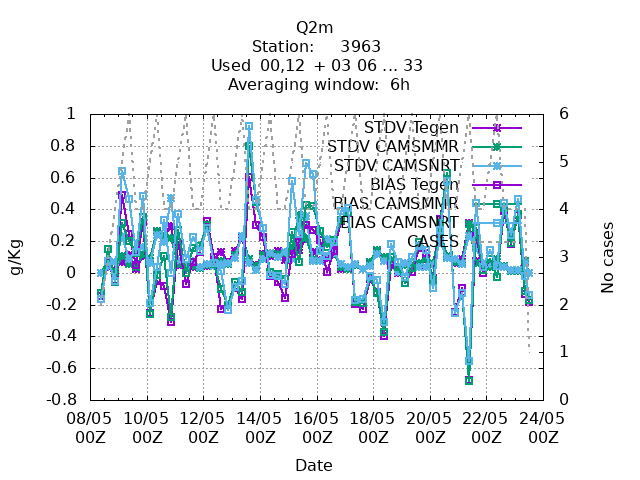 Q2m
Station:     3963
Used  00,12  + 03 06 ... 33
Averaging window:  6h
1
0.8
0.6
0.4
0.2
0
-0.2
-0.4
-0.6
-0.8
g/Kg
6
5
4
3
2
1
0
No cases
STDV Tegen
STDV CAMSMMR
STDV CAMSNRT
BIAS Tegen
BIAS CAMSMMR
BIAS CAMSNRT
CASES
08/05 10/05 12/05 14/05 16/05 18/05 20/05 22/05 24/05
00Z 00Z 00Z 00Z 00Z 00Z 00Z 00Z 00Z
Date